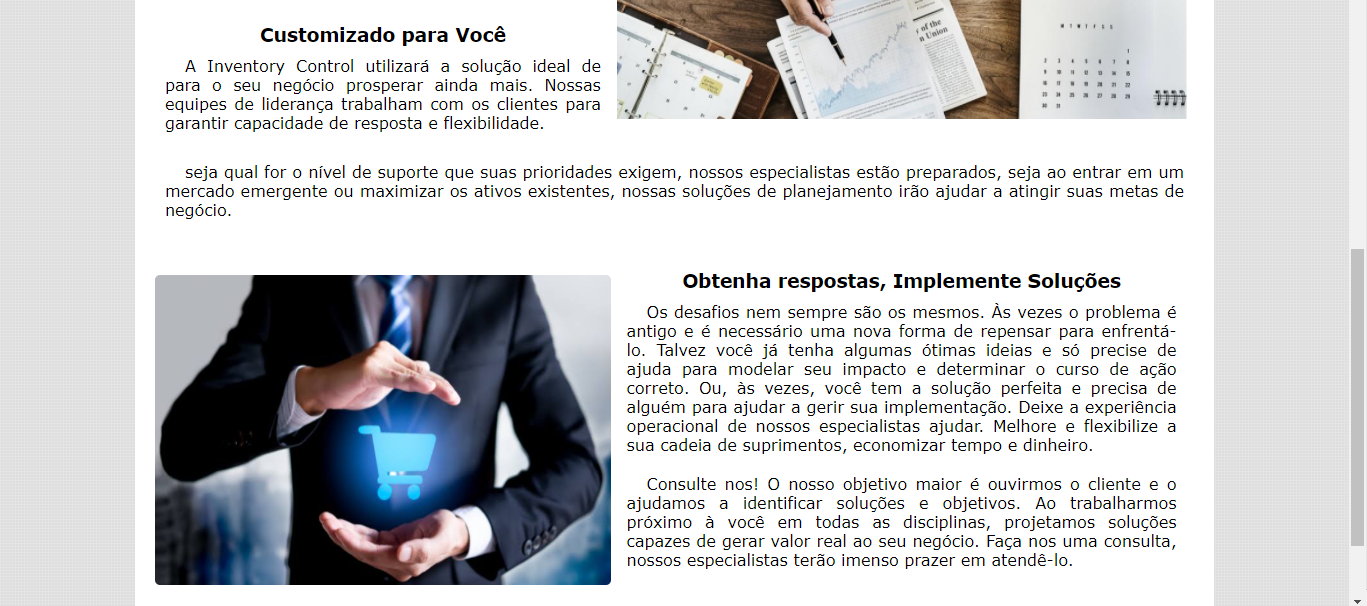 Customizado para Você
A Inventory Control utilizará a solução ideal de
para o seu negócio prosperar ainda mais. Nossas
equipes de liderança trabalham com os clientes para
garantir capacidade de resposta e flexibilidade.
seja qual for o nível de suporte que suas prioridades exigem, nossos especialistas estão preparados, seja ao entrar em um
mercado emergente ou maximizar os ativos existentes, nossas soluções de planejamento irão ajudar a atingir suas metas de
negócio.
Obtenha respostas, Implemente Soluções
Os desafios nem sempre são os mesmos. Às vezes o problema é
antigo e é necessário uma nova forma de repensar para enfrentá-
lo. Talvez você já tenha algumas ótimas ideias e só precise de
ajuda para modelar seu impacto e determinar o curso de ação
correto. Ou, às vezes, você tem a solução perfeita e precisa de
alguém para ajudar a gerir sua implementação. Deixe a experiência
operacional de nossos especialistas ajudar. Melhore e flexibilize a
sua cadeia de suprimentos, economizar tempo e dinheiro.
Consulte nos! O nosso objetivo maior é ouvirmos o cliente e o
ajudamos a identificar soluções e objetivos. Ao trabalharmos
próximo à você em todas as disciplinas, projetamos soluções
capazes de gerar valor real ao seu negócio. Faça nos uma consulta,
nossos especialistas terão imenso prazer em atendê-lo.